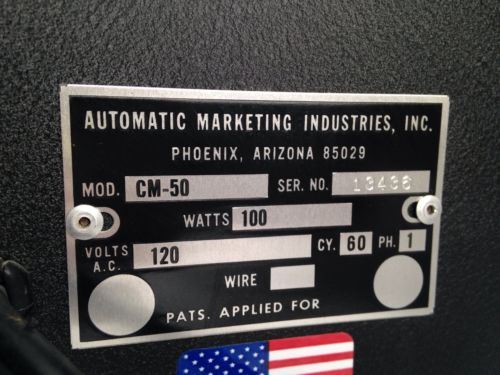 AUTOMATIC MARKETING INDUSTRIES, INC.
PHOENIX, ARIZONA 85029
MOD. CM-50 SER. NO. 13436
WATTS 100
VOLTS A.C. 120 CY. 60 PH. 1
WIRE
PATS. APPLIED FOR